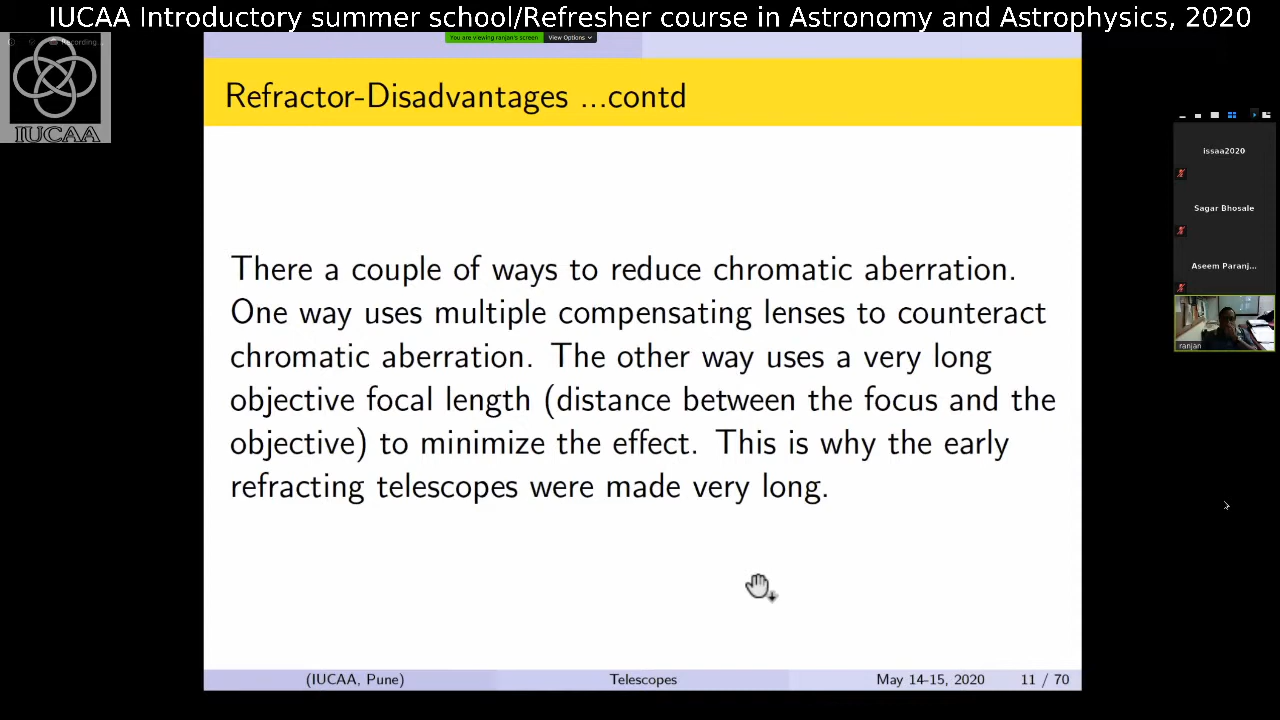 IUCAA Introductory summer school/Refresher course in Astronomy and Astrophysics, 2020
Recording...
You are viewing ranjan's screen
View Options
IUCAA
Refractor-Disadvantages ...contd
There a couple of ways to reduce chromatic aberration.
One way uses multiple compensating lenses to counteract
chromatic aberration. The other way uses a very long
objective focal length (distance between the focus and the
objective) to minimize the effect. This is why the early
refracting telescopes were made very long.
issaa2020
Sagar Bhosale
Aseem Paranj...
ranjan
(IUCAA, Pune)
Telescopes
May 14-15, 2020
11 / 70